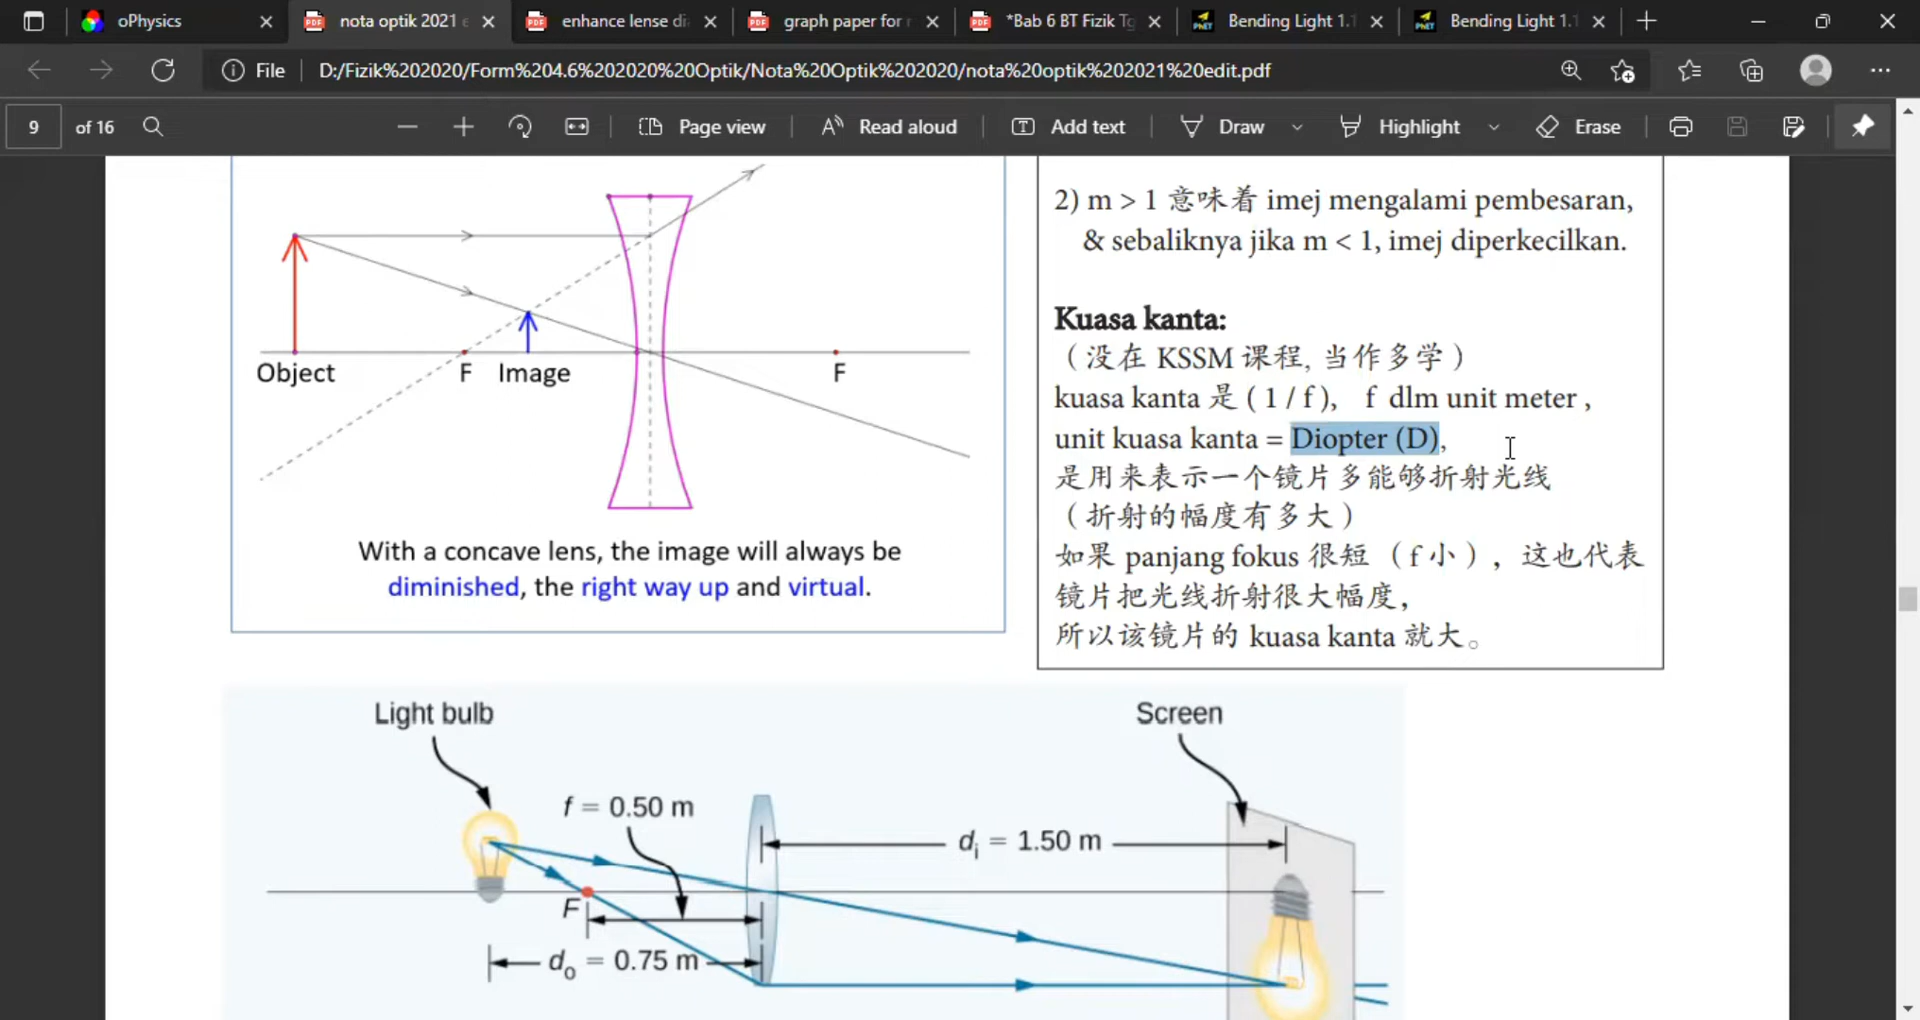 oPhysics
nota optik 2021 e
enhance lense di
graph paper for r
*Bab 6 BT Fizik Tg
Bending Light 1.1
Bending Light 1.1
File
D:/Fizik%202020/Form%204.6%202020%20Optik/Nota%20Optik%202020/nota%20optik%202021%20edit.pdf
9 of 16
Page view
Read aloud
Add text
Draw
Highlight
Erase
Object
F
Image
F
With a concave lens, the image will always be
diminished, the right way up and virtual.
2) m > 1 意味着 imej mengalami pembesaran,
& sebaliknya jika m < 1, imej diperkecilkan.
Kuasa kanta:
（没在 KSSM 课程, 当作多学）
kuasa kanta 是 ( 1 / f ), f dlm unit meter ,
unit kuasa kanta = Diopter (D),
是用来表示一个镜片多能够折射光线
（折射的幅度有多大）
如果 panjang fokus 很短 （f 小），这也代表
镜片把光线折射很大幅度，
所以该镜片的 kuasa kanta 就大。
Light bulb
Screen
f = 0.50 m
di = 1.50 m
F
do = 0.75 m